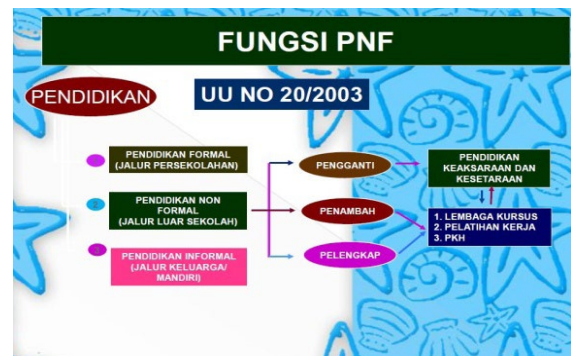 FUNGSI PNF
PENDIDIKAN
UU NO 20/2003
PENDIDIKAN FORMAL
(JALUR PERSEKOLAHAN)
2
PENDIDIKAN NON
FORMAL
(JALUR LUAR SEKOLAH)
PENDIDIKAN INFORMAL
(JALUR KELUARGA/
MANDIRI)
PENGGANTI
PENAMBAH
PELENGKAP
PENDIDIKAN
KEAKSARAAN DAN
KESETARAAN
1. LEMBAGA KURSUS
2. PELATIHAN KERJA
3. PKH